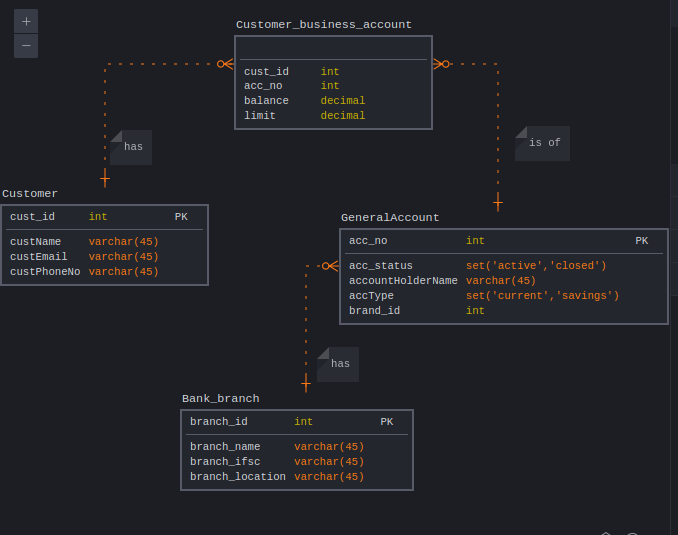 +
−
Customer_business_account
cust_id int
acc_no int
balance decimal
limit decimal
has
is of
Customer
cust_id int PK
custName varchar(45)
custEmail varchar(45)
custPhoneNo varchar(45)
GeneralAccount
acc_no int PK
acc_status set('active','closed')
accountHolderName varchar(45)
accType set('current','savings')
brand_id int
has
Bank_branch
branch_id int PK
branch_name varchar(45)
branch_ifsc varchar(45)
branch_location varchar(45)